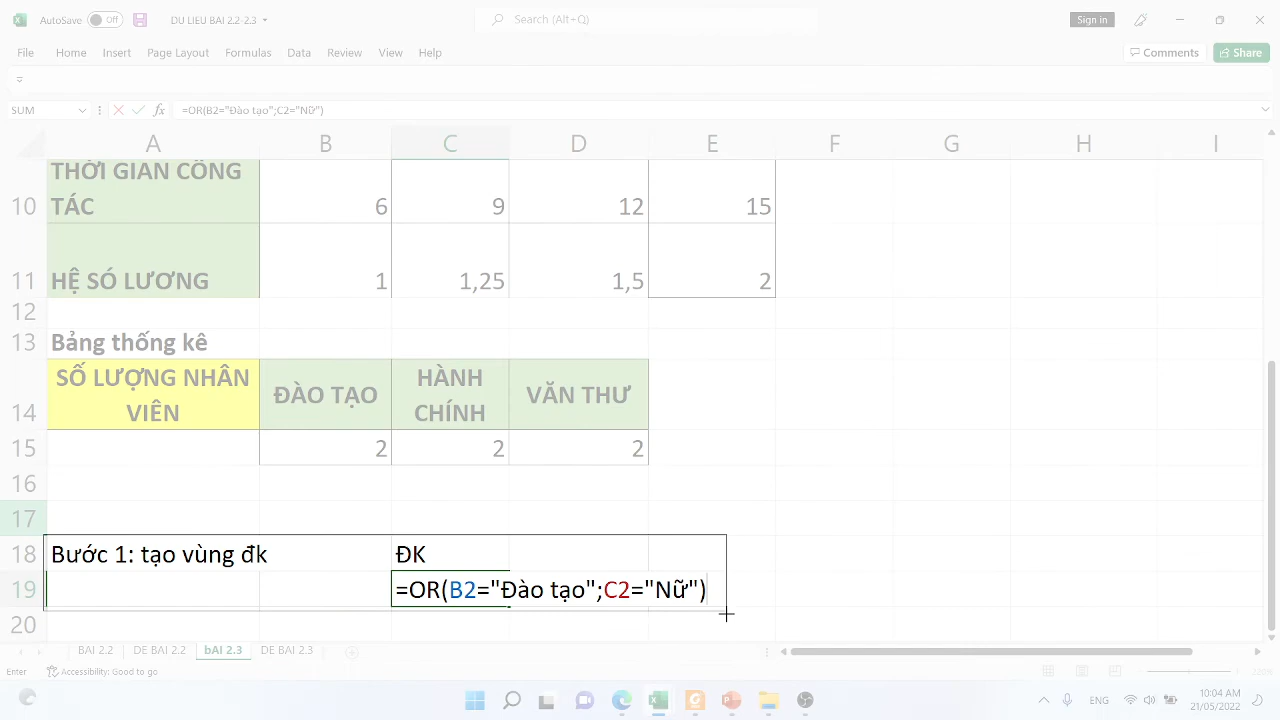 AutoSave Off DU LIEU BAI 2.2-2.3 Search (Alt+Q) Sign in
File Home Insert Page Layout Formulas Data Review View Help Comments Share
SUM fx =OR(B2="Đào tạo";C2="Nữ")
A B C D E F G H I
THỜI GIAN CÔNG
10 TÁC 6 9 12 15
11 HỆ SÓ LƯƠNG 1 1,25 1,5 2
12
13 Bảng thống kê
SỐ LƯỢNG NHÂN HÀNH
14 VIÊN ĐÀO TẠO CHÍNH VĂN THƯ
15 2 2 2
16
17
18 Bước 1: tạo vùng đk ĐK
19 =OR(B2="Đào tạo";C2="Nữ")
20
BAI 2.2 DE BAI 2.2 bAI 2.3 DE BAI 2.3
Enter Accessibility: Good to go
ENG 10:04 AM
21/05/2022